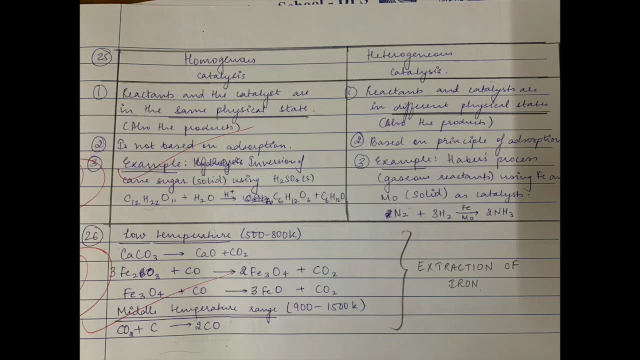 School - DPS
25 Homogenous catalysis
Heterogeneous catalysis.
① Reactants and the catalyst are
in the same physical state.
(Also the products)
② Is not based on adsorption.
③ Example: Inversion of
cane sugar (solid) using H₂SO₄(s)
C₁₂H₂₂O₁₁ + H₂O —H⁺→ C₆H₁₂O₆ + C₆H₁₂O₆
① Reactants and catalysts are
in different physical states
(Also the products)
② Based on principle of adsorption
③ Example: Haber's process
(gaseous reactants) using Fe and
Mo (solid) as catalysts.
N₂ + 3H₂ —Fe/Mo→ 2NH₃
26 Low temperature (500-800k)
CaCO₃ → CaO + CO₂
3Fe₂O₃ + CO → 2Fe₃O₄ + CO₂
Fe₃O₄ + CO → 3FeO + CO₂
Middle temperature range (900-1500k)
CO₂ + C → 2CO
EXTRACTION OF
IRON